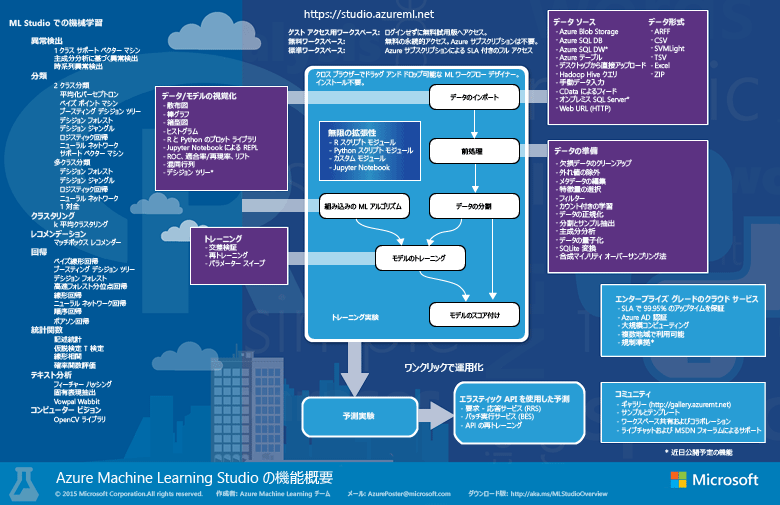 ML Studio での機械学習
異常検出
1 クラス サポート ベクター マシン
主成分分析に基づく異常検出
時系列異常検出
分類
2 クラス分類
平均化パーセプトロン
ベイズ ポイント マシン
ブースティング デシジョン ツリー
デシジョン フォレスト
デシジョン ジャングル
ロジスティック回帰
ニューラル ネットワーク
サポート ベクター マシン
多クラス分類
デシジョン フォレスト
デシジョン ジャングル
ロジスティック回帰
ニューラル ネットワーク
1 対全
クラスタリング
k 平均クラスタリング
レコメンデーション
マッチボックス レコメンダー
回帰
ベイズ線形回帰
ブースティング デシジョン ツリー
デシジョン フォレスト
高速フォレスト分位点回帰
線形回帰
ニューラル ネットワーク回帰
順序回帰
ポアソン回帰
統計関数
記述統計
仮説検定 T 検定
線形相関
確率関数評価
テキスト分析
フィーチャー ハッシング
固有表現抽出
Vowpal Wabbit
コンピューター ビジョン
OpenCV ライブラリ
https://studio.azureml.net
ゲスト アクセス用ワークスペース: ログインせずに無料試用版へアクセス。
無料ワークスペース: 無料の永続的アクセス。Azure サブスクリプションは不要。
標準ワークスペース: Azure サブスクリプションによる SLA 付きのフル アクセス
クロス ブラウザーでドラッグ アンド ドロップ可能な ML ワークフロー デザイナー。
インストール不要。
データのインポート
前処理
組み込みの ML アルゴリズム
データの分割
モデルのトレーニング
モデルのスコア付け
トレーニング実験
無限の拡張性
- R スクリプト モジュール
- Python スクリプト モジュール
- カスタム モジュール
- Jupyter Notebook
データ/モデルの視覚化
- 散布図
- 棒グラフ
- 箱型図
- ヒストグラム
- R と Python のプロット ライブラリ
- Jupyter Notebook による REPL
- ROC、適合率/再現率、リフト
- 混同行列
- デシジョン ツリー*
トレーニング
- 交差検証
- 再トレーニング
- パラメーター スイープ
データ ソース
- Azure Blob Storage
- Azure SQL DB
- Azure SQL DW*
- Azure テーブル
- デスクトップから直接アップロード
- Hadoop Hive クエリ
- 手動データ入力
- CData によるフィード
- オンプレミス SQL Server*
- Web URL (HTTP)
データ形式
- ARFF
- CSV
- SVMLight
- TSV
- Excel
- ZIP
データの準備
- 欠損データのクリーンアップ
- 外れ値の除外
- メタデータの編集
- 特徴量の選択
- フィルター
- カウント付きの学習
- データの正規化
- 分割とサンプル抽出
- 主成分分析
- データの量子化
- SQLite 変換
- 合成マイノリティ オーバーサンプリング法
エンタープライズ グレードのクラウド サービス
- SLA で 99.95% のアップタイムを保証
- Azure AD 認証
- 大規模コンピューティング
- 複数地域で利用可能
- 規制準拠*
ワンクリックで運用化
予測実験
エラスティック API を使用した予測
- 要求 - 応答サービス (RRS)
- バッチ実行サービス (BES)
- API の再トレーニング
コミュニティ
- ギャラリー (http://gallery.azuremt.net)
- サンプルとテンプレート
- ワークスペース共有およびコラボレーション
- ライブチャットおよび MSDN フォーラムによるサポート
* 近日公開予定の機能
Azure Machine Learning Studio の機能概要
© 2015 Microsoft Corporation.All rights reserved. 作成者: Azure Machine Learning チーム メール: AzurePoster@microsoft.com ダウンロード版: http://aka.ms/MLStudioOverview
Microsoft